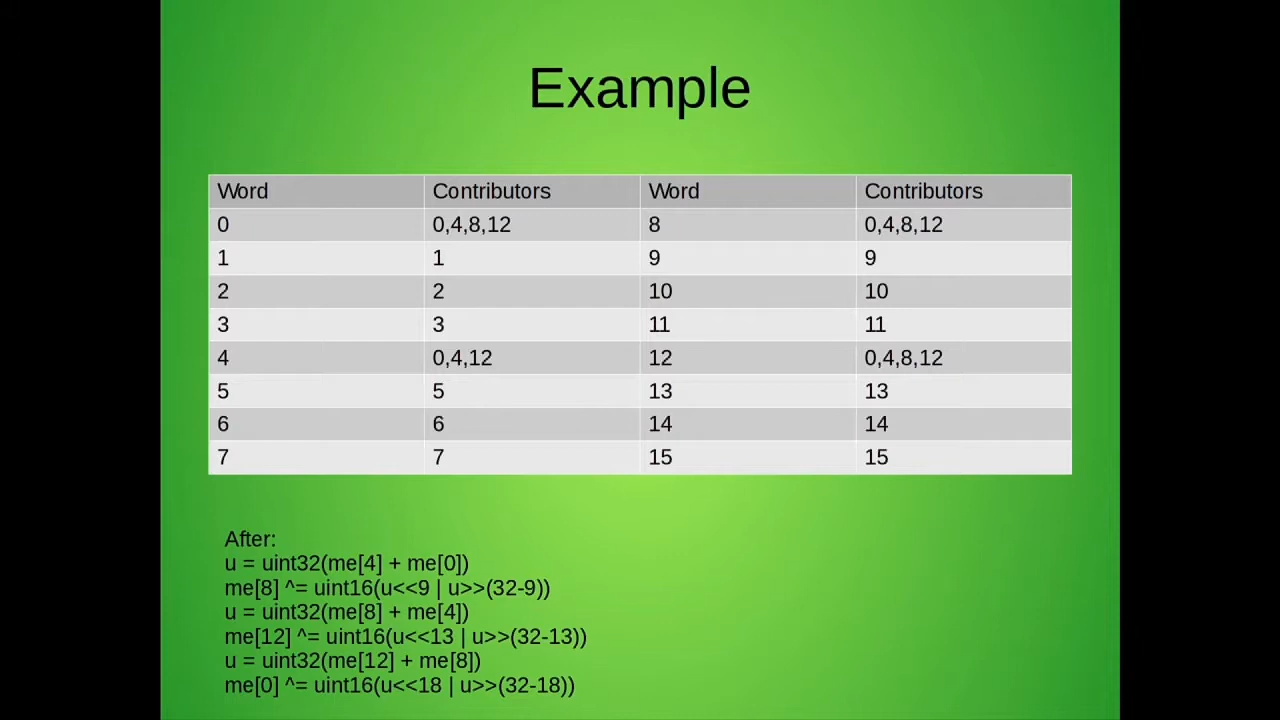 Example
Word Contributors Word Contributors
0 0,4,8,12 8 0,4,8,12
1 1 9 9
2 2 10 10
3 3 11 11
4 0,4,12 12 0,4,8,12
5 5 13 13
6 6 14 14
7 7 15 15
After:
u = uint32(me[4] + me[0])
me[8] ^= uint16(u<<9 | u>>(32-9))
u = uint32(me[8] + me[4])
me[12] ^= uint16(u<<13 | u>>(32-13))
u = uint32(me[12] + me[8])
me[0] ^= uint16(u<<18 | u>>(32-18))